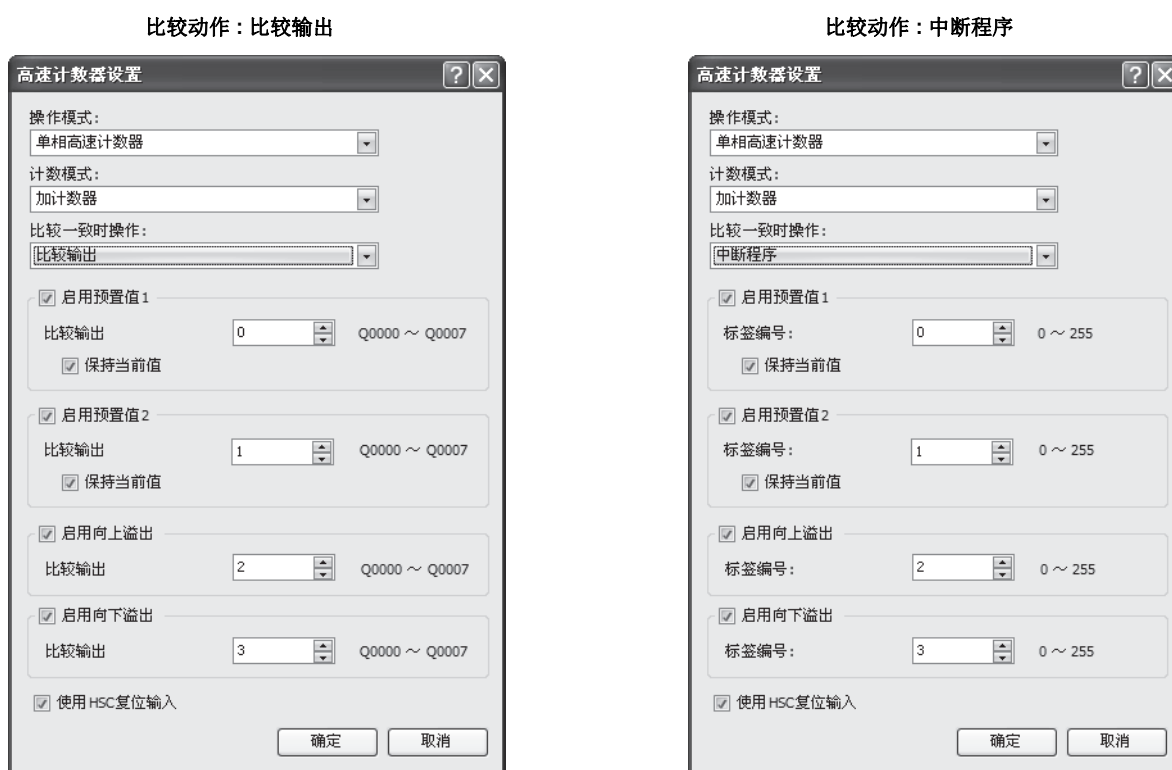 比较动作：比较输出
高速计数器设置
操作模式:
单相高速计数器
计数模式:
加计数器
比较一致时操作:
比较输出
启用预置值1
比较输出 0 Q0000 ～ Q0007
保持当前值
启用预置值2
比较输出 1 Q0000 ～ Q0007
保持当前值
启用向上溢出
比较输出 2 Q0000 ～ Q0007
启用向下溢出
比较输出 3 Q0000 ～ Q0007
使用HSC复位输入
确定 取消
比较动作：中断程序
高速计数器设置
操作模式:
单相高速计数器
计数模式:
加计数器
比较一致时操作:
中断程序
启用预置值1
标签编号: 0 0 ～ 255
保持当前值
启用预置值2
标签编号: 1 0 ～ 255
保持当前值
启用向上溢出
标签编号: 2 0 ～ 255
启用向下溢出
标签编号: 3 0 ～ 255
使用HSC复位输入
确定 取消